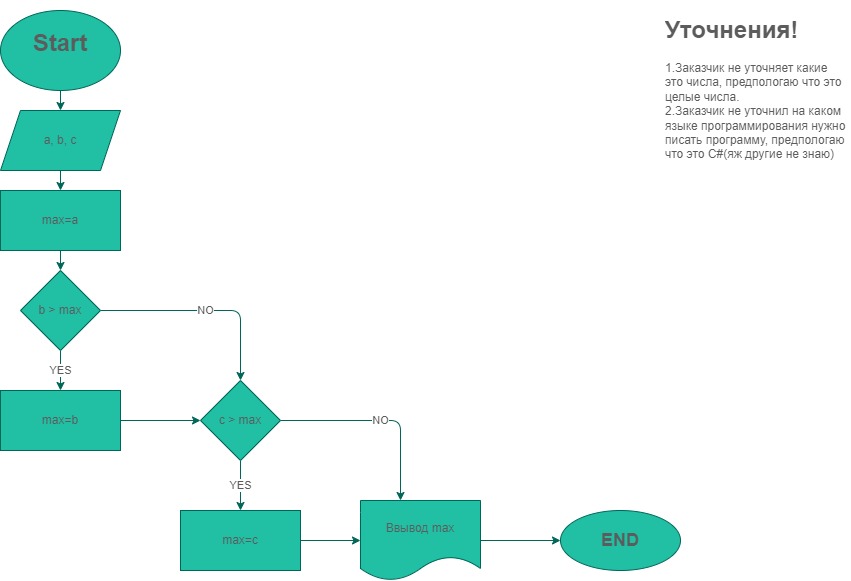 Start
Уточнения!
1.Заказчик не уточняет какие
это числа, предпологаю что это
целые числа.
2.Заказчик не уточнил на каком
языке программирования нужно
писать программу, предпологаю
что это C#(яж другие не знаю)
a, b, c
max=a
b > max
NO
YES
max=b
c > max
NO
YES
max=c
Ввывод max
END